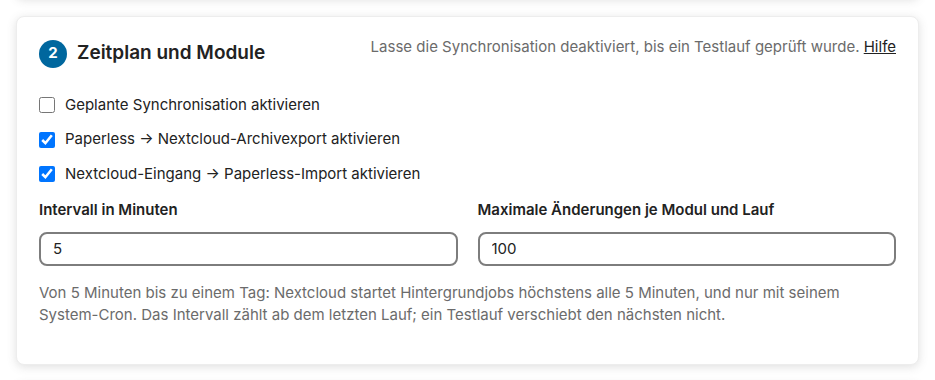 2 Zeitplan und Module
Lasse die Synchronisation deaktiviert, bis ein Testlauf geprüft wurde. Hilfe
Geplante Synchronisation aktivieren
Paperless → Nextcloud-Archivexport aktivieren
Nextcloud-Eingang → Paperless-Import aktivieren
Intervall in Minuten
5
Maximale Änderungen je Modul und Lauf
100
Von 5 Minuten bis zu einem Tag: Nextcloud startet Hintergrundjobs höchstens alle 5 Minuten, und nur mit seinem
System-Cron. Das Intervall zählt ab dem letzten Lauf; ein Testlauf verschiebt den nächsten nicht.